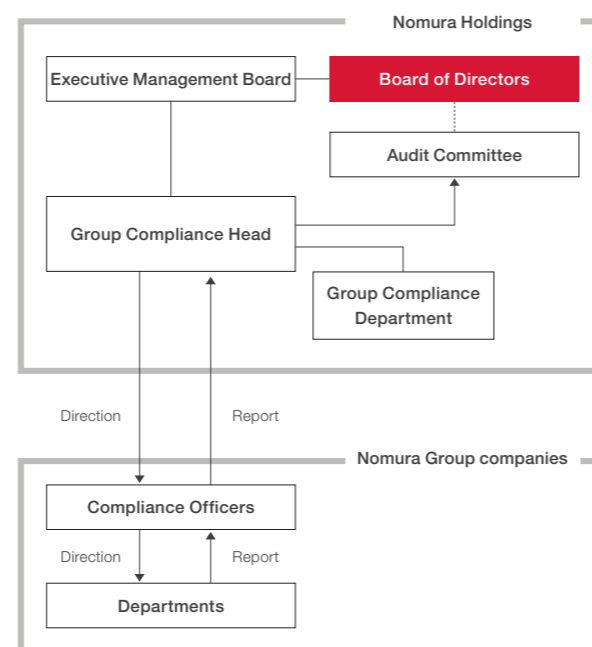 Nomura Holdings
Executive Management Board
Board of Directors
Audit Committee
Group Compliance Head
Group Compliance
Department
Direction
Report
Nomura Group companies
Compliance Officers
Direction
Report
Departments